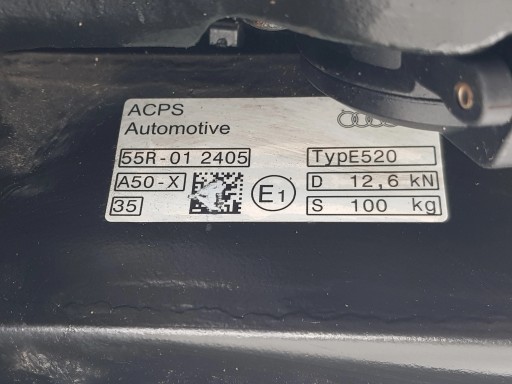 ACPS
Automotive
55R-01 2405 TypE520
A50-X E1 D 12,6 kN
35 S 100 kg